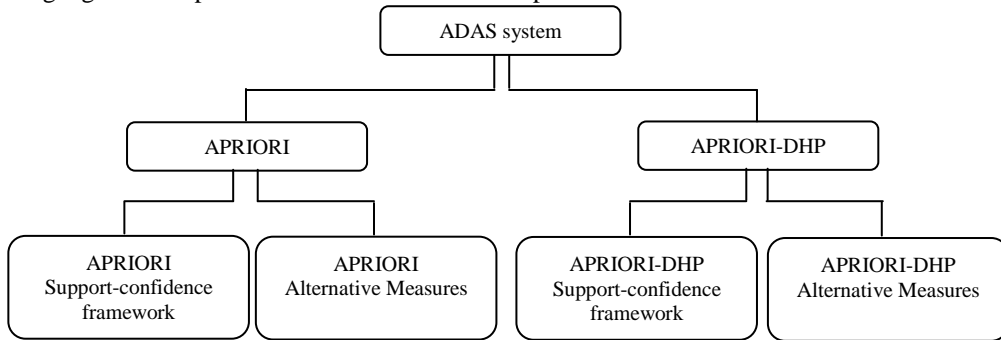 ADAS system
APRIORI
APRIORI-DHP
APRIORI
Support-confidence
framework
APRIORI
Alternative Measures
APRIORI-DHP
Support-confidence
framework
APRIORI-DHP
Alternative Measures